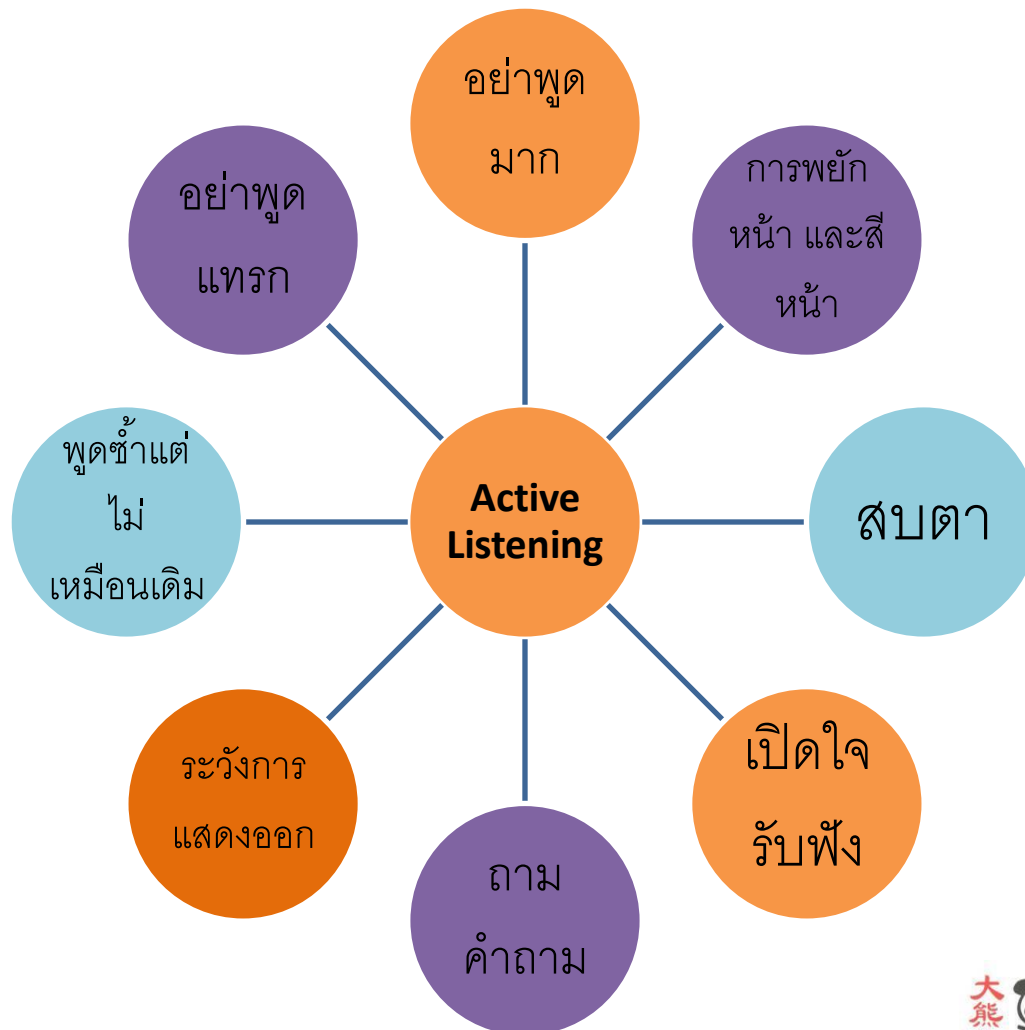 อย่าพูด
มาก
การพยัก
หน้า และสี
หน้า
สบตา
เปิดใจ
รับฟัง
ถาม
คำถาม
ระวังการ
แสดงออก
พูดซ้ำแต่
ไม่
เหมือนเดิม
อย่าพูด
แทรก
Active
Listening
大
熊